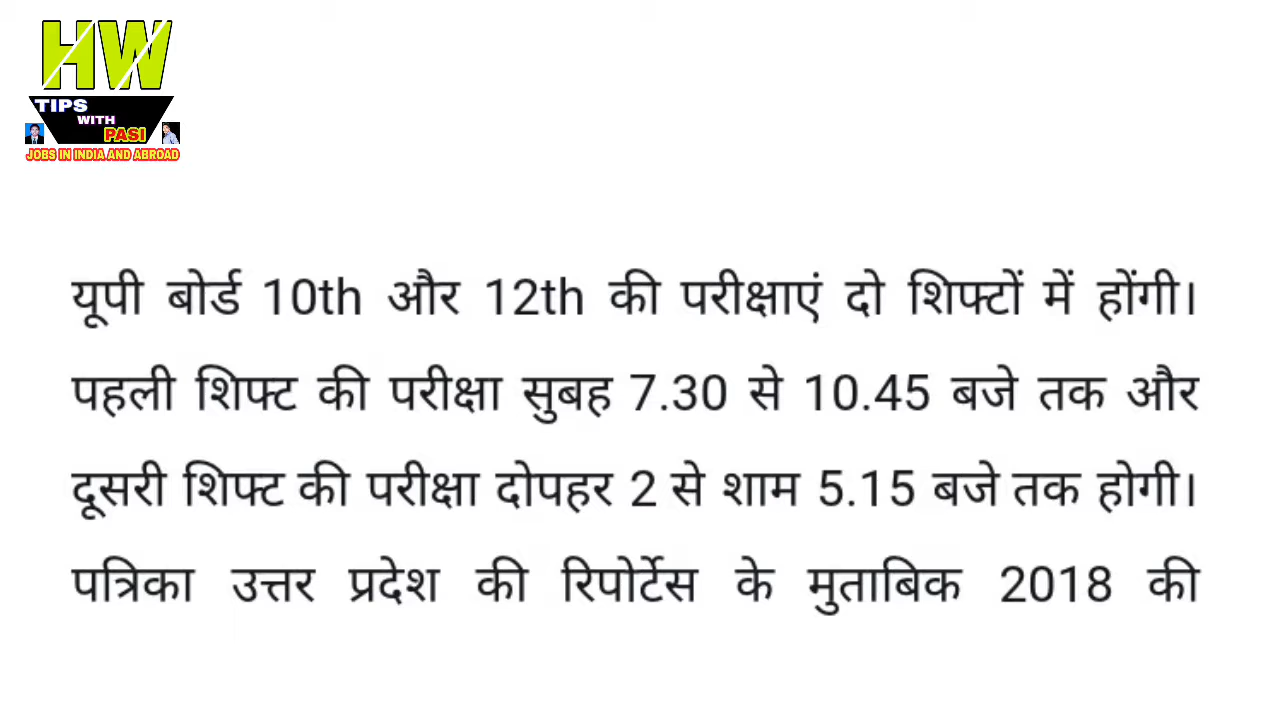 HW
TIPS
WITH
PASI
JOBS IN INDIA AND ABROAD
यूपी बोर्ड 10th और 12th की परीक्षाएं दो शिफ्टों में होंगी।
पहली शिफ्ट की परीक्षा सुबह 7.30 से 10.45 बजे तक और
दूसरी शिफ्ट की परीक्षा दोपहर 2 से शाम 5.15 बजे तक होगी।
पत्रिका उत्तर प्रदेश की रिपोर्टेस के मुताबिक 2018 की